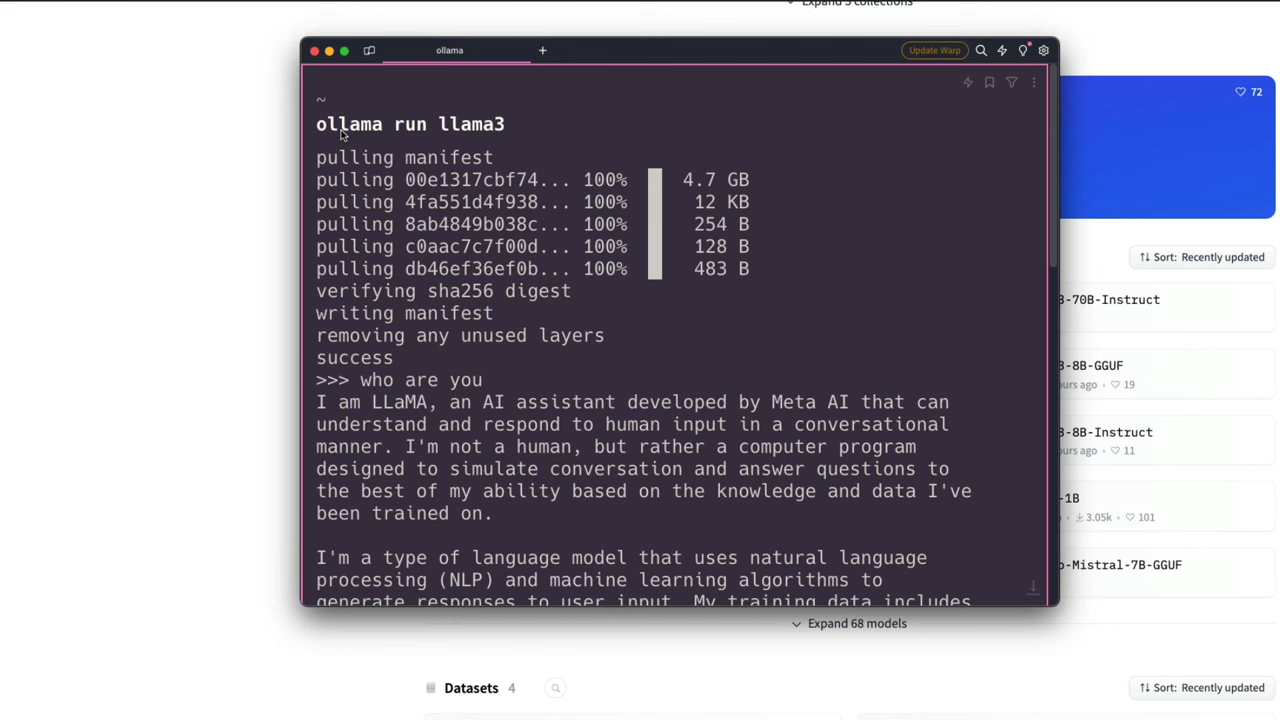 Expand 5 collections
ollama
Update Warp
72
~
ollama run llama3
pulling manifest
pulling 00e1317cbf74... 100% 4.7 GB
pulling 4fa551d4f938... 100% 12 KB
pulling 8ab4849b038c... 100% 254 B
pulling c0aac7c7f00d... 100% 128 B
pulling db46ef36ef0b... 100% 483 B
verifying sha256 digest
writing manifest
removing any unused layers
success
>>> who are you
I am LLaMA, an AI assistant developed by Meta AI that can
understand and respond to human input in a conversational
manner. I'm not a human, but rather a computer program
designed to simulate conversation and answer questions to
the best of my ability based on the knowledge and data I've
been trained on.
I'm a type of language model that uses natural language
processing (NLP) and machine learning algorithms to
generate responses to user input. My training data includes
Sort: Recently updated
B-70B-Instruct
B-8B-GGUF
ours ago • 19
B-8B-Instruct
ours ago • 11
-1B
• 3.05k • 101
o-Mistral-7B-GGUF
Expand 68 models
Datasets 4
Sort: Recently updated